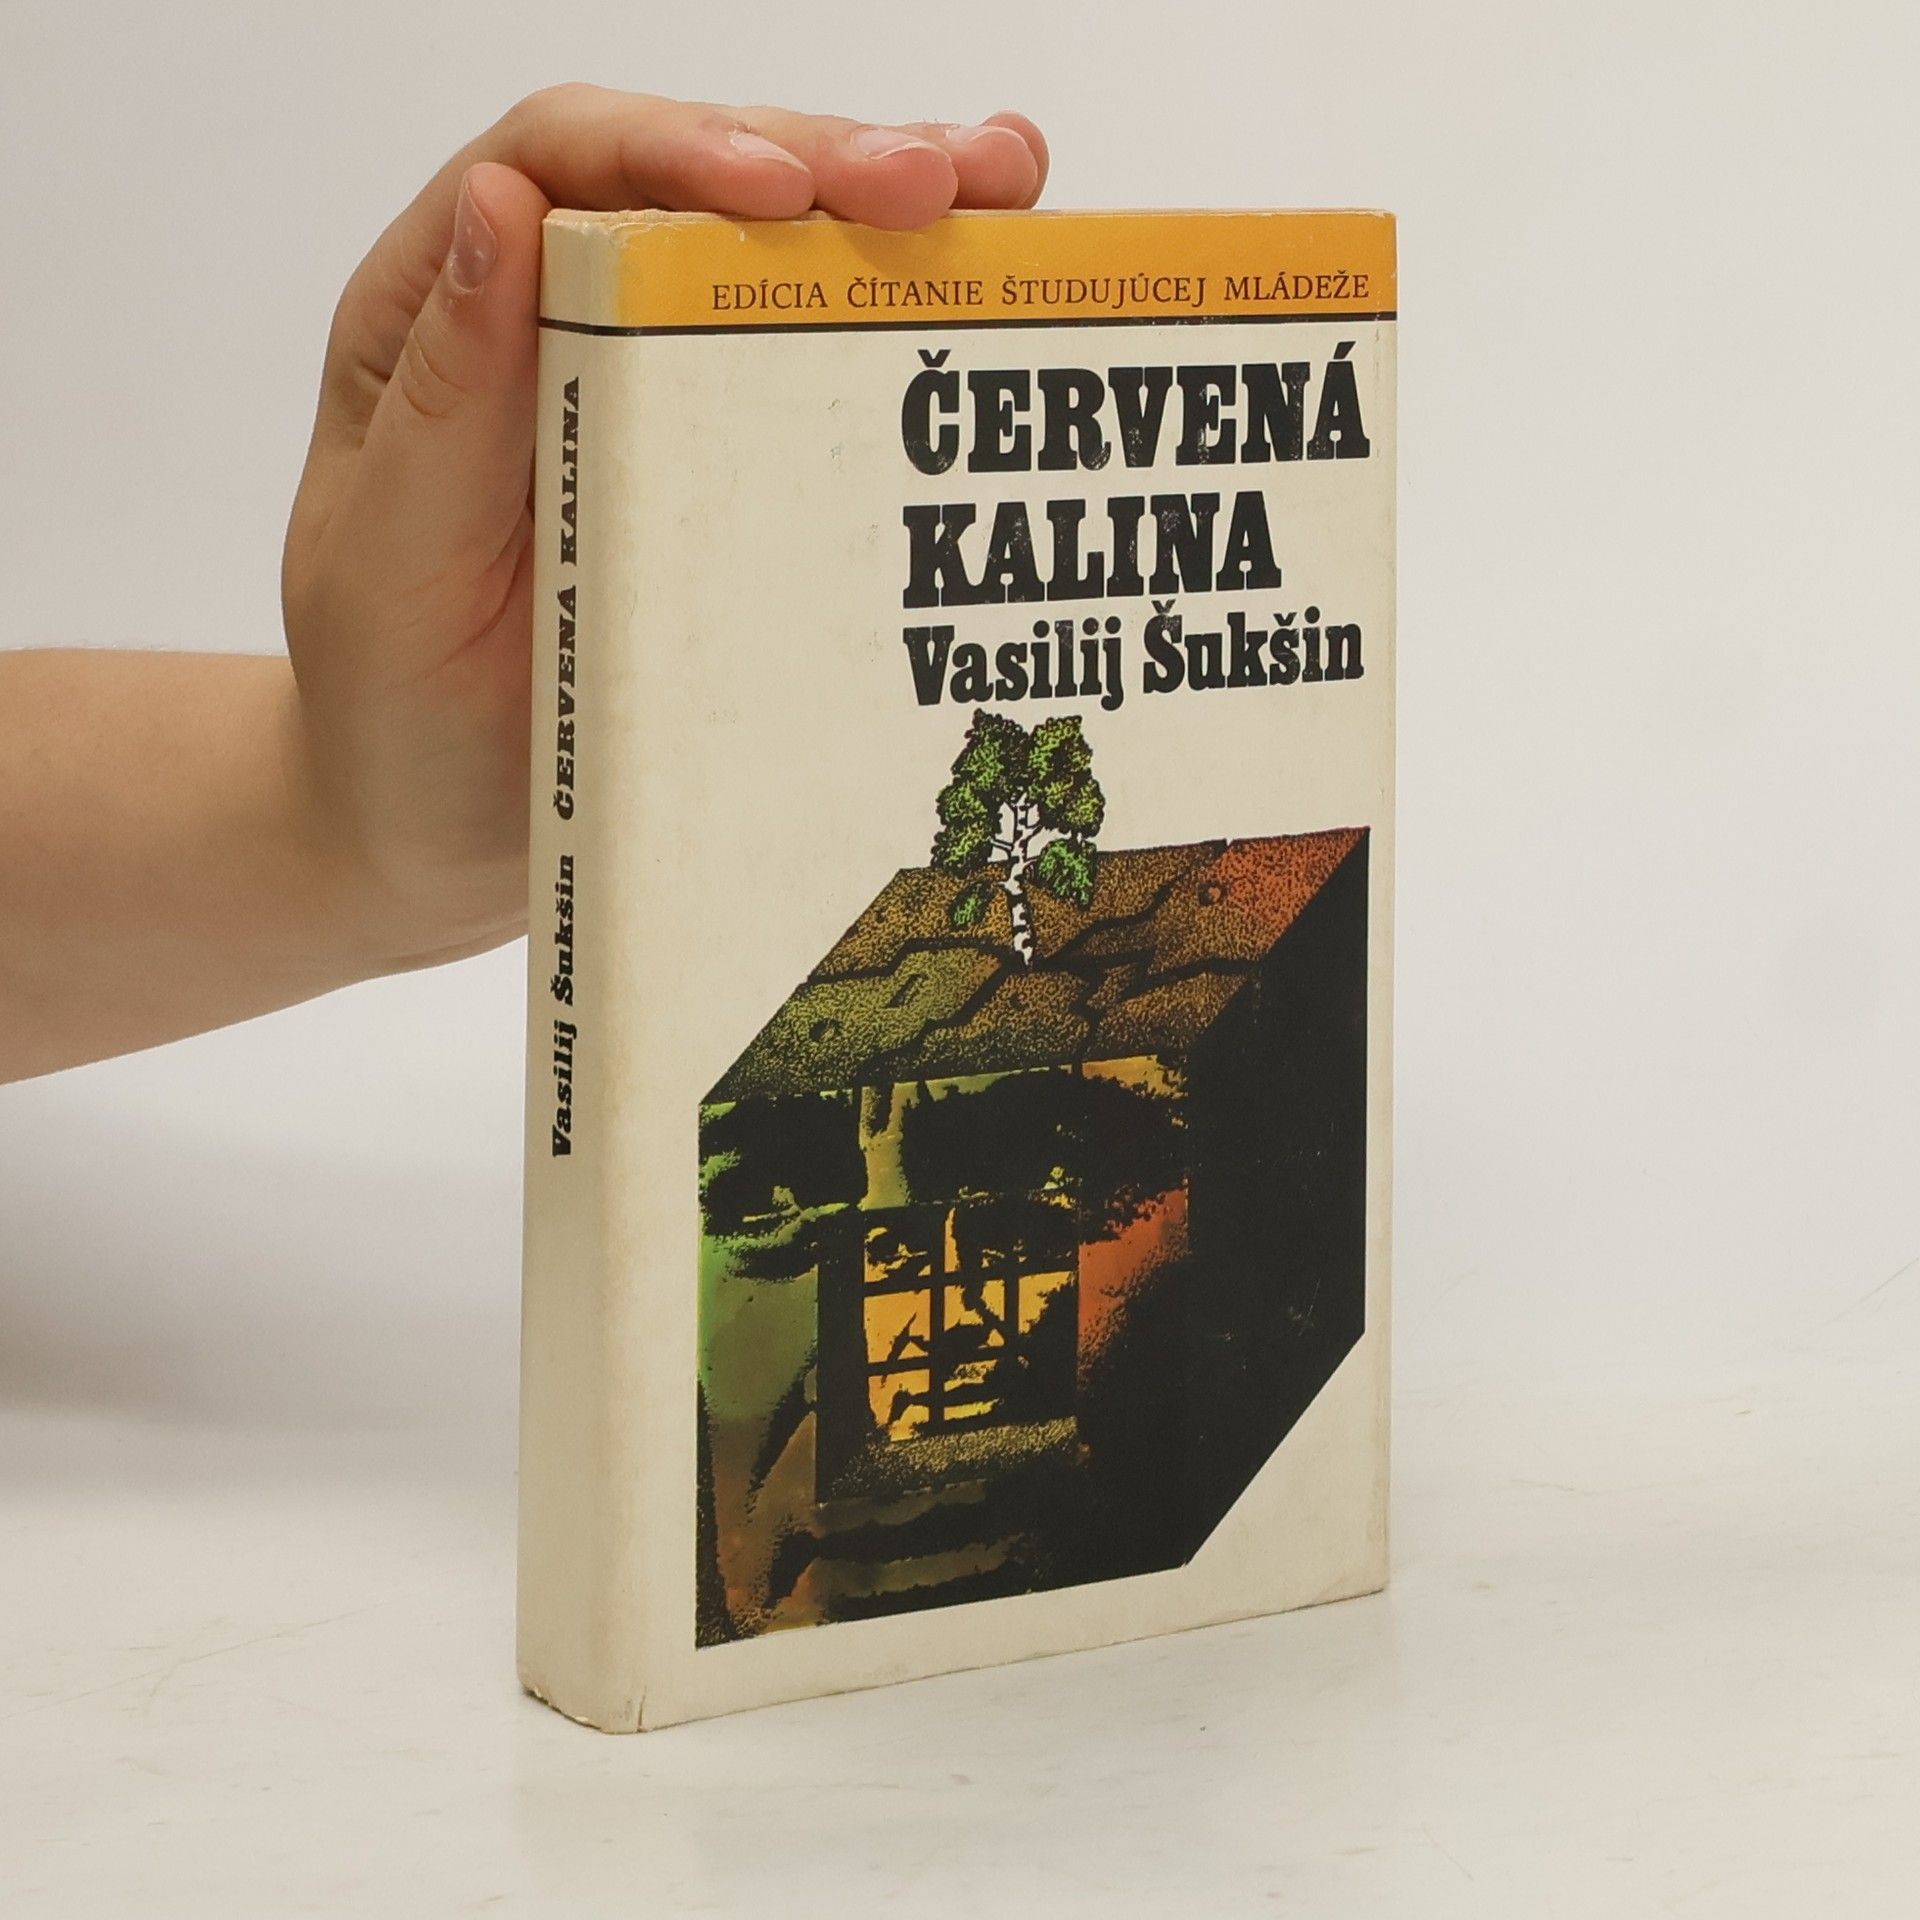 EDÍCIA ČÍTANIE ŠTUDUJÚCEJ MLÁDEŽE
ČERVENÁ
KALINA
Vasilij Šukšin
Vasilij Šukšin ČERVENÁ KALINA